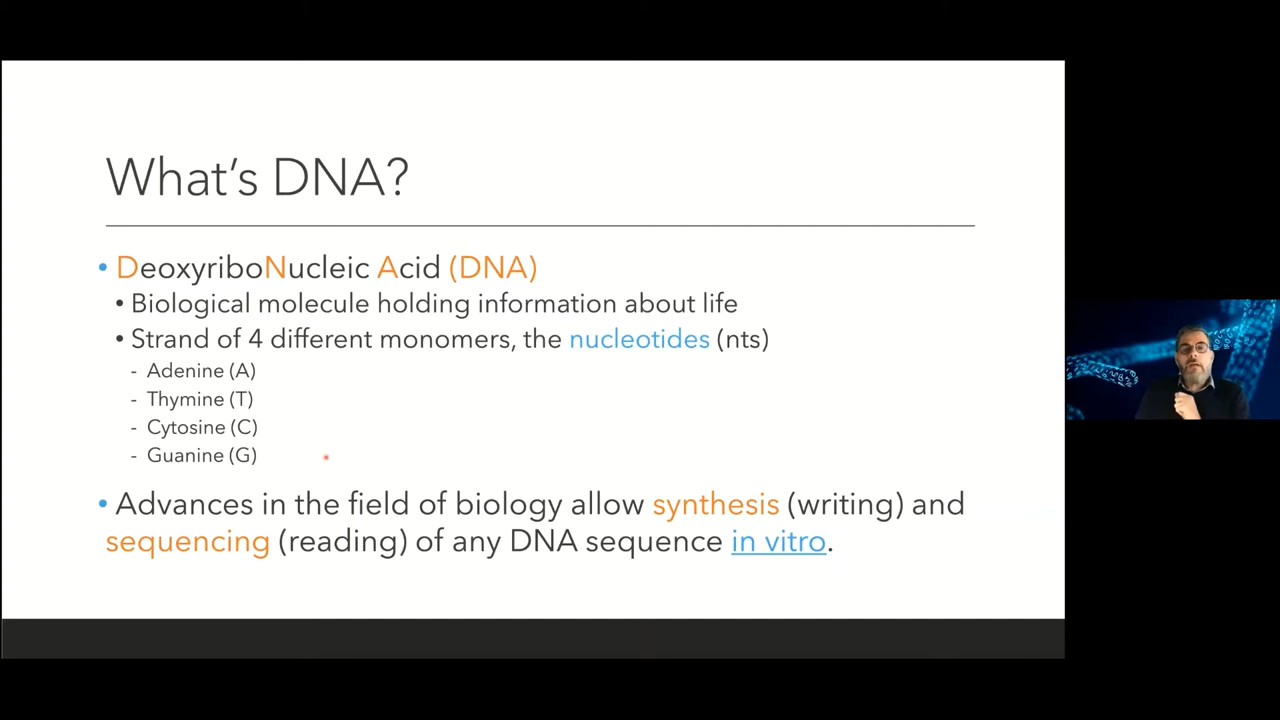 What's DNA?
• DeoxyriboNucleic Acid (DNA)
• Biological molecule holding information about life
• Strand of 4 different monomers, the nucleotides (nts)
- Adenine (A)
- Thymine (T)
- Cytosine (C)
- Guanine (G)
• Advances in the field of biology allow synthesis (writing) and
sequencing (reading) of any DNA sequence in vitro.